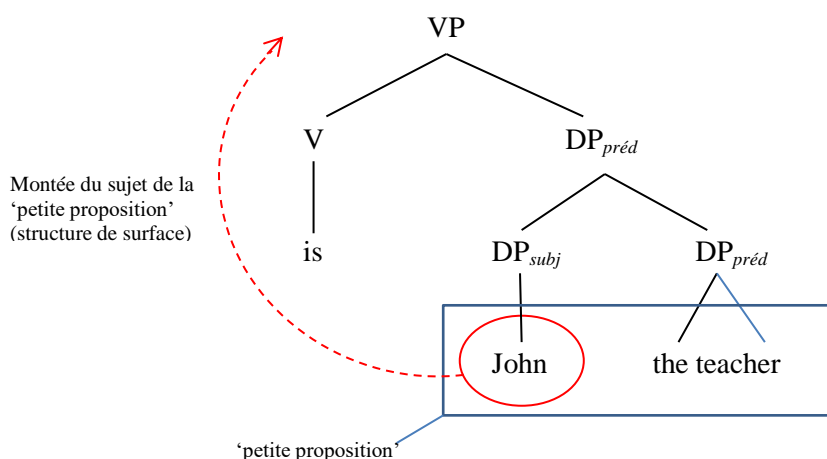 VP
V
DPpréd
Montée du sujet de la
‘petite proposition’
(structure de surface)
is
DPsubj
DPpréd
John
the teacher
‘petite proposition’